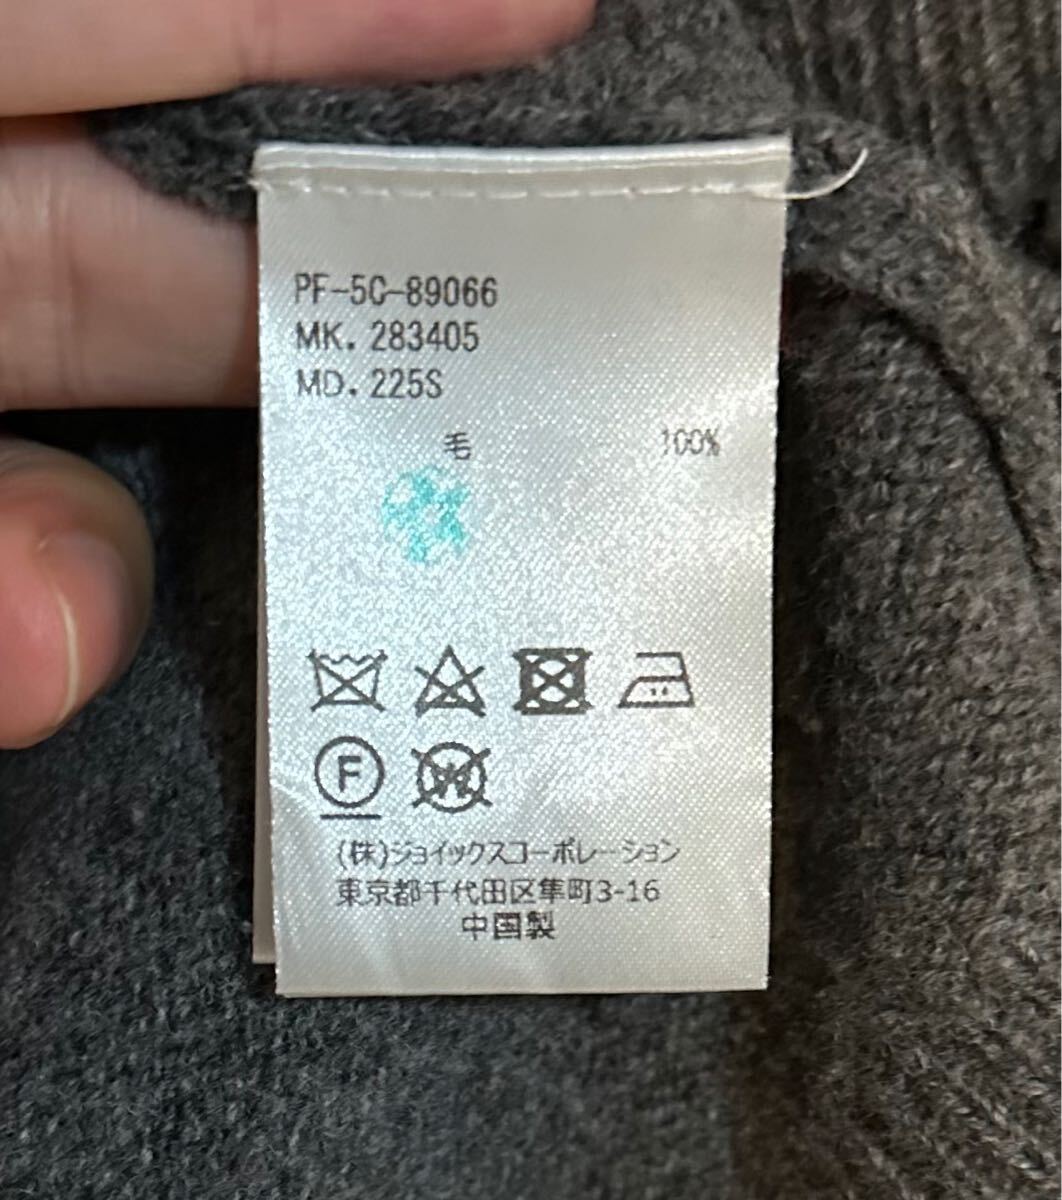 PF-5C-89066
MK. 283405
MD. 225S
毛 100%
F
W
(株)ジョイックスコーポレーション
東京都千代田区隼町3-16
中国製